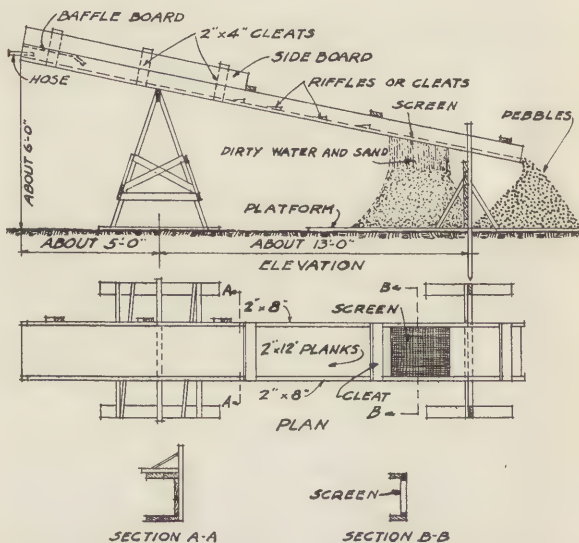 BAFFLE BOARD
2"x4" CLEATS
SIDE BOARD
HOSE
RIFFLES OR CLEATS
SCREEN
PEBBLES
DIRTY WATER AND SAND
ABOUT 6'-0"
PLATFORM
ABOUT 5'-0"
ABOUT 13'-0"
ELEVATION
A
B
2"x8"
SCREEN
2"x12" PLANKS
A
2"x8"
CLEAT
B
PLAN
SCREEN
SECTION A-A
SECTION B-B